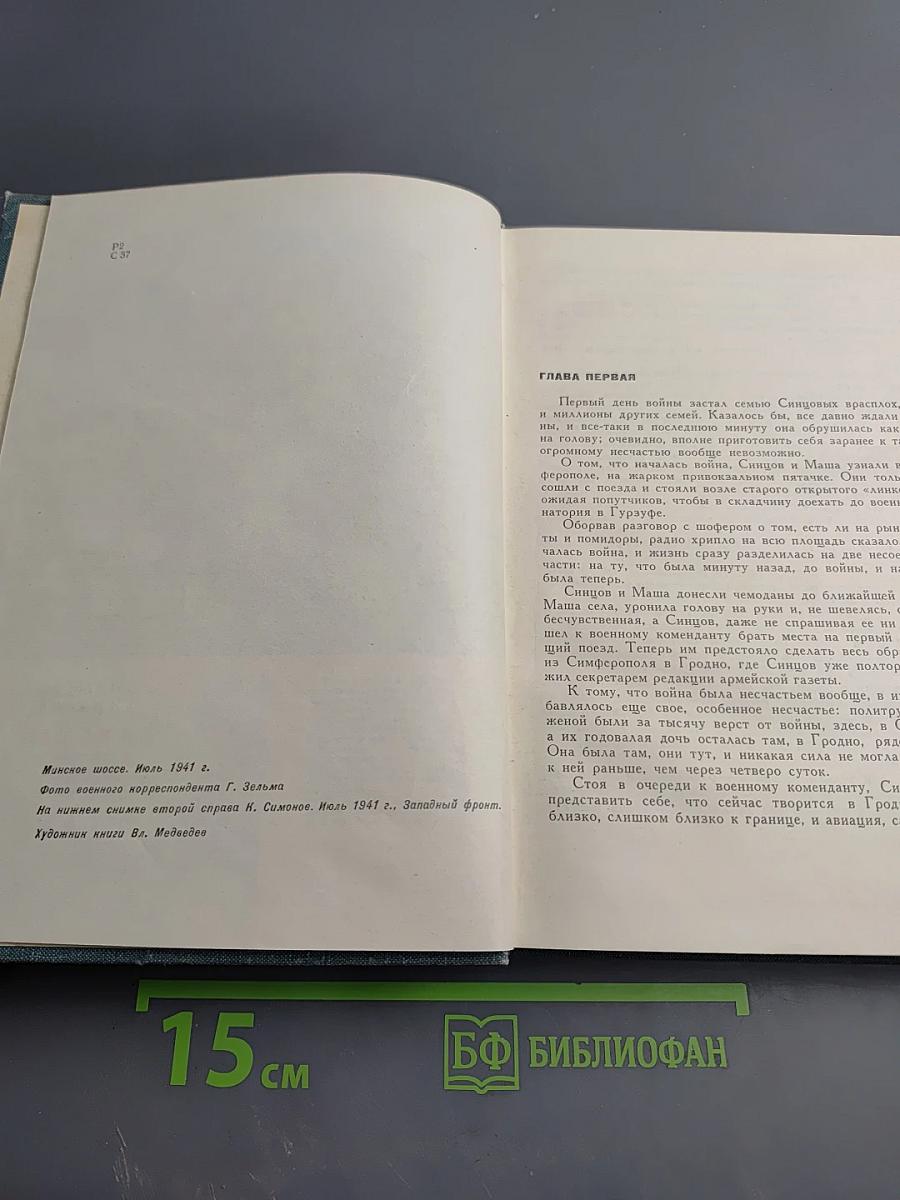 Р2
С 37
Минское шоссе. Июль 1941 г.
Фото военного корреспондента Г. Зельма
На нижнем снимке второй справа К. Симонов. Июль 1941 г., Западный фронт.
Художник книги Вл. Медведев
ГЛАВА ПЕРВАЯ
Первый день войны застал семью Синцовых врасплох,
и миллионы других семей. Казалось бы, все давно ждали
ны, и все-таки в последнюю минуту она обрушилась как
на голову; очевидно, вполне приготовить себя заранее к та
огромному несчастью вообще невозможно.
О том, что началась война, Синцов и Маша узнали в
ферополе, на жарком привокзальном пятачке. Они толь
сошли с поезда и стояли возле старого открытого «линко
ожидая попутчиков, чтобы в складчину доехать до военн
натория в Гурзуфе.
Оборвав разговор с шофером о том, есть ли на рын
ты и помидоры, радио хрипло на всю площадь сказало
чалась война, и жизнь сразу разделилась на две несое
части: на ту, что была минуту назад, до войны, и на
была теперь.
Синцов и Маша донесли чемоданы до ближайшей
Маша села, уронила голову на руки и, не шевелясь, с
бесчувственная, а Синцов, даже не спрашивая ее ни
шел к военному коменданту брать места на первый
щий поезд. Теперь им предстояло сделать весь обр
из Симферополя в Гродно, где Синцов уже полтор
жил секретарем редакции армейской газеты.
К тому, что война была несчастьем вообще, в и
бавлялось еще свое, особенное несчастье: политру
женой были за тысячу верст от войны, здесь, в С
а их годовалая дочь осталась там, в Гродно, рядо
Она была там, они тут, и никакая сила не могла
к ней раньше, чем через четверо суток.
Стоя в очереди к военному коменданту, Си
представить себе, что сейчас творится в Грод
близко, слишком близко к границе, и авиация, с
15 см
БФ БИБЛИОФАН